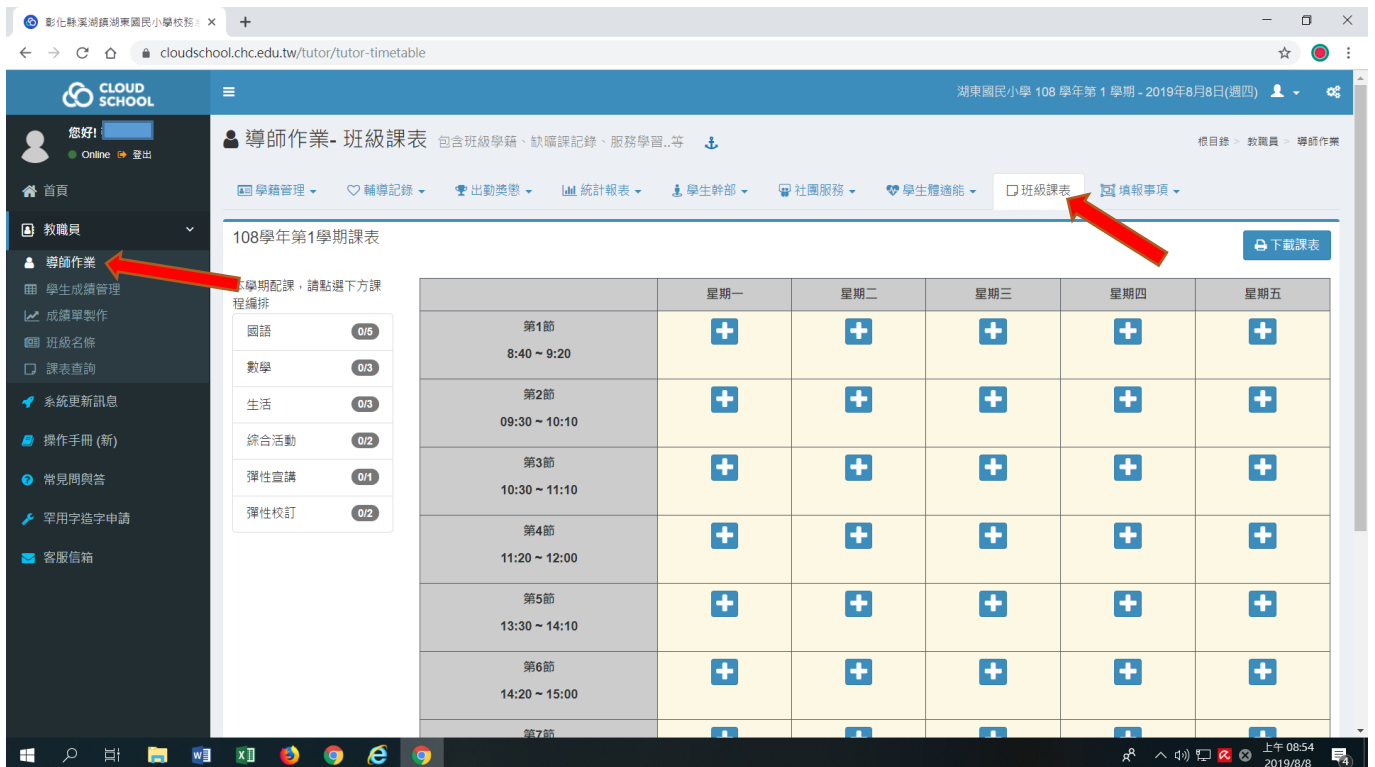 彰化縣溪湖鎮湖東國民小學校務
cloudschool.chc.edu.tw/tutor/tutor-timetable
CLOUD SCHOOL
湖東國民小學 108 學年第 1 學期 - 2019年8月8日(週四)
您好!
Online 登出
導師作業- 班級課表 包含班級學籍、缺曠課記錄、服務學習..等
根目錄 > 教職員 > 導師作業
首頁
教職員
導師作業
學生成績管理
成績單製作
班級名條
課表查詢
系統更新訊息
操作手冊 (新)
常見問與答
罕用字造字申請
客服信箱
學籍管理 輔導記錄 出勤獎懲 統計報表 學生幹部 社團服務 學生體適能 班級課表 填報事項
108學年第1學期課表
下載課表
本學期配課，請點選下方課
程編排
國語 0/5
數學 0/3
生活 0/3
綜合活動 0/2
彈性宣講 0/1
彈性校訂 0/2
星期一 星期二 星期三 星期四 星期五
第1節
8:40 ~ 9:20
第2節
09:30 ~ 10:10
第3節
10:30 ~ 11:10
第4節
11:20 ~ 12:00
第5節
13:30 ~ 14:10
第6節
14:20 ~ 15:00
第7節
上午 08:54
2019/8/8
4